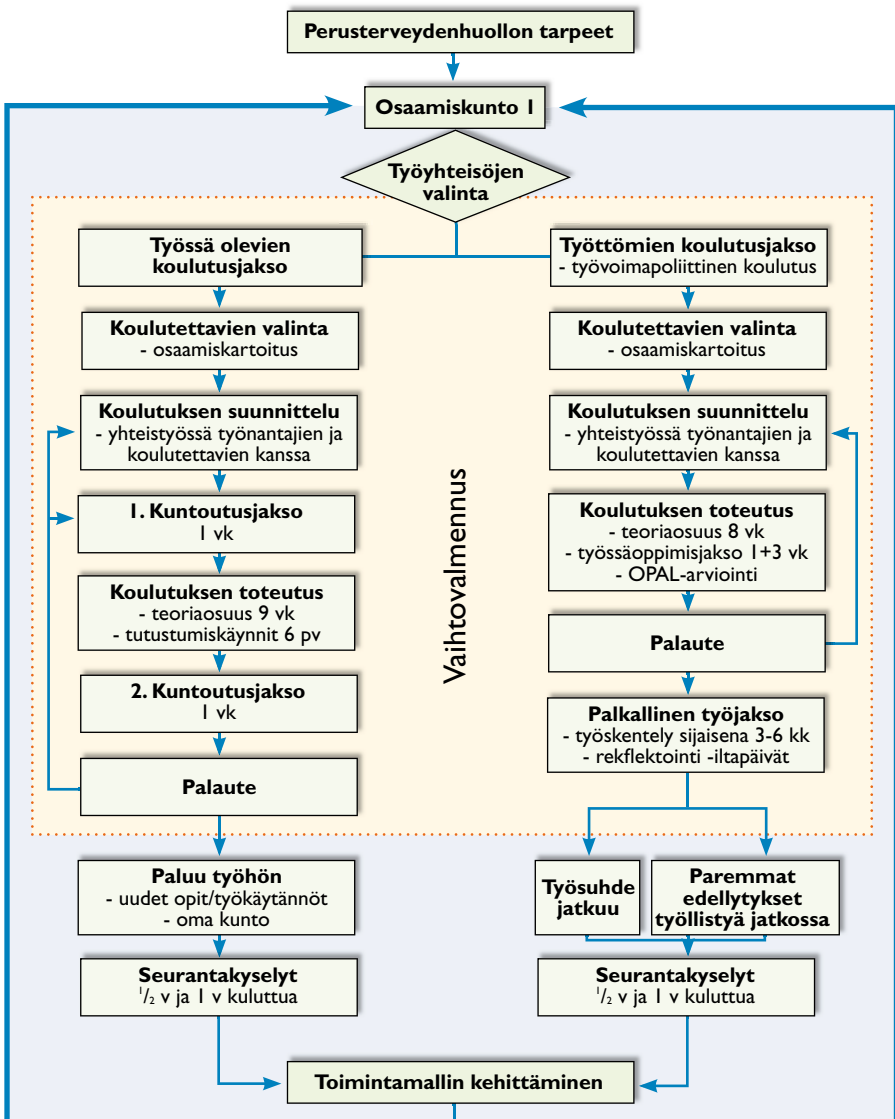 Perusterveydenhuollon tarpeet
Osaamiskunto 1
Työyhteisöjen
valinta
Työssä olevien
koulutusjakso
Koulutettavien valinta
- osaamiskartoitus
Koulutuksen suunnittelu
- yhteistyössä työnantajien ja
koulutettavien kanssa
1. Kuntoutusjakso
1 vk
Koulutuksen toteutus
- teoriaosuus 9 vk
- tutustumiskäynnit 6 pv
2. Kuntoutusjakso
1 vk
Palaute
Vaihtovalmennus
Työttömien koulutusjakso
- työvoimapoliittinen koulutus
Koulutettavien valinta
- osaamiskartoitus
Koulutuksen suunnittelu
- yhteistyössä työnantajien ja
koulutettavien kanssa
Koulutuksen toteutus
- teoriaosuus 8 vk
- työssäoppimisjakso 1+3 vk
- OPAL-arviointi
Palaute
Palkallinen työjakso
- työskentely sijaisena 3-6 kk
- rekflektointi -iltapäivät
Paluu työhön
- uudet opit/työkäytännöt
- oma kunto
Seurantakyselyt
1/2 v ja 1 v kuluttua
Työsuhde
jatkuu
Paremmat
edellytykset
työllistyä jatkossa
Seurantakyselyt
1/2 v ja 1 v kuluttua
Toimintamallin kehittäminen